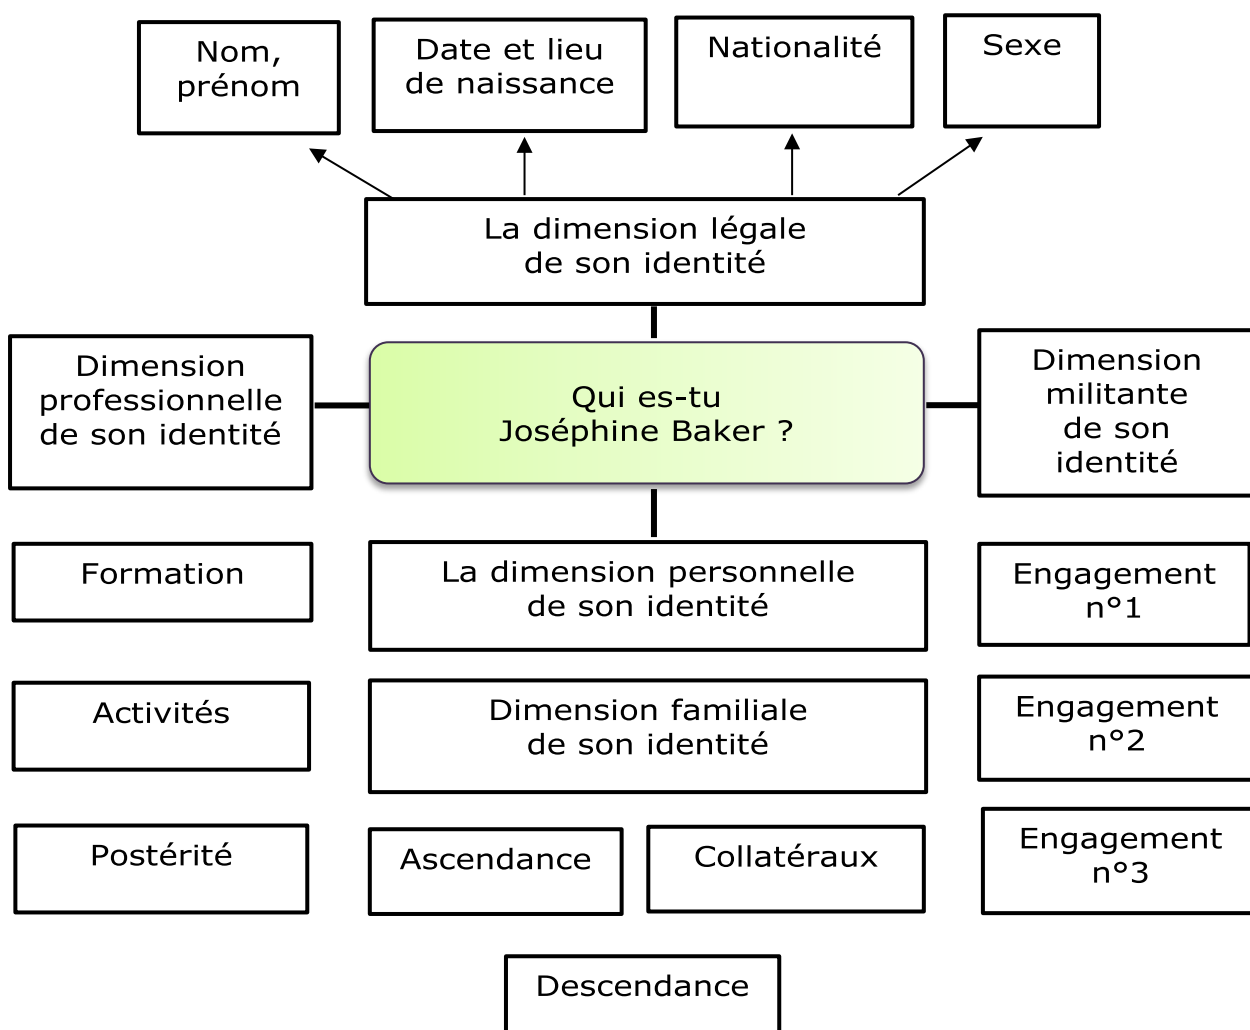 Nom,
prénom
Date et lieu
de naissance
Nationalité
Sexe
La dimension légale
de son identité
Dimension
professionnelle
de son identité
Qui es-tu
Joséphine Baker ?
Dimension
militante
de son
identité
Formation
La dimension personnelle
de son identité
Engagement
n°1
Activités
Dimension familiale
de son identité
Engagement
n°2
Postérité
Ascendance
Collatéraux
Engagement
n°3
Descendance